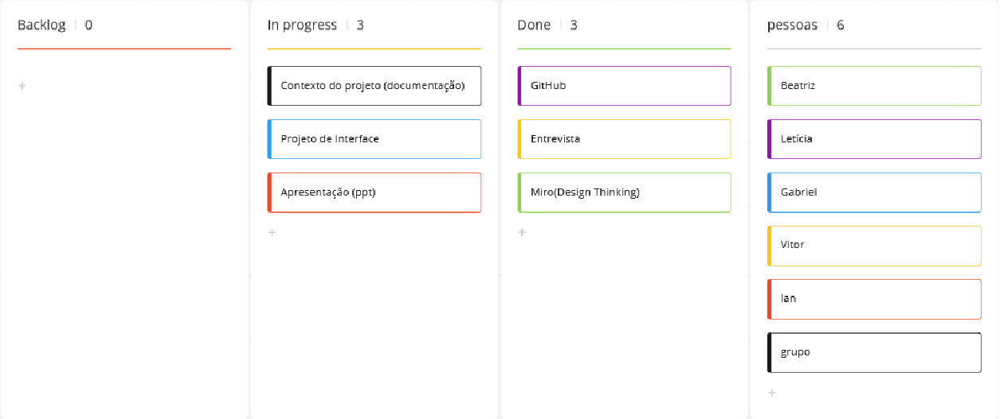 Backlog | 0
+
In progress | 3
Contexto do projeto (documentação)
Projeto de Interface
Apresentação (ppt)
+
Done | 3
GitHub
Entrevista
Miro(Design Thinking)
+
pessoas | 6
Beatriz
Letícia
Gabriel
Vitor
Ian
grupo
+